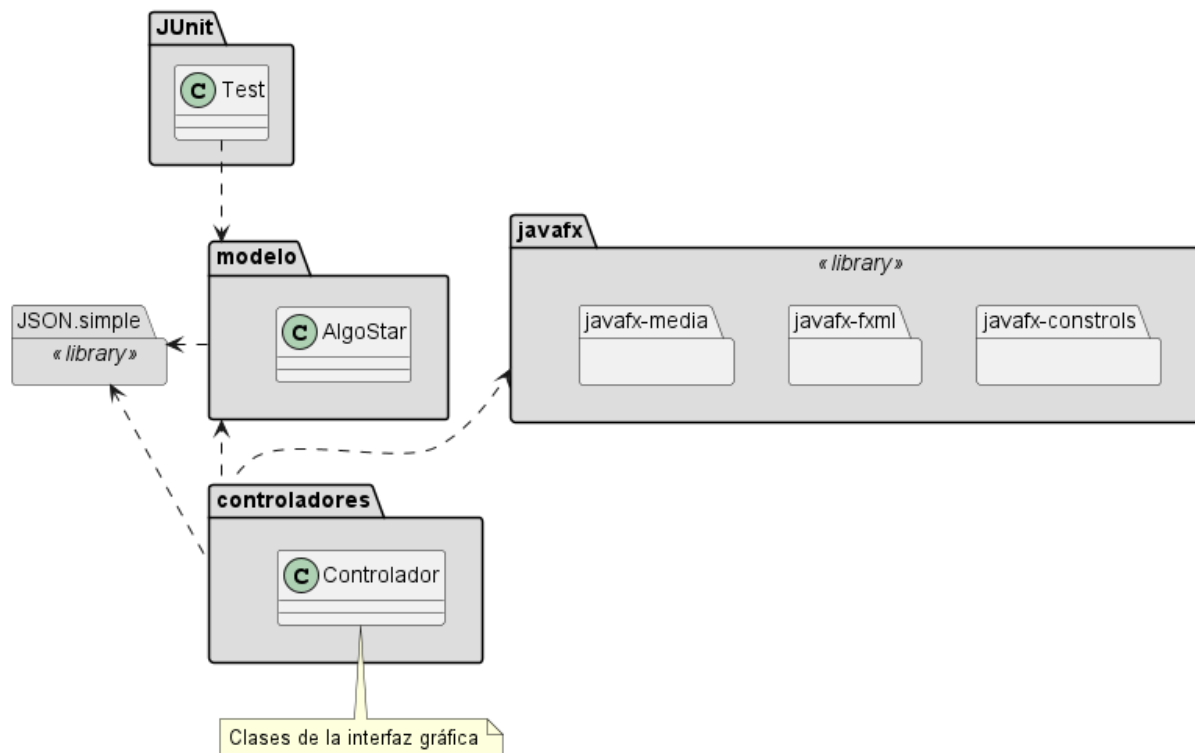 JUnit
C Test
modelo
C AlgoStar
JSON.simple
«library»
javafx
«library»
javafx-media
javafx-fxml
javafx-constrols
controladores
C Controlador
Clases de la interfaz gráfica